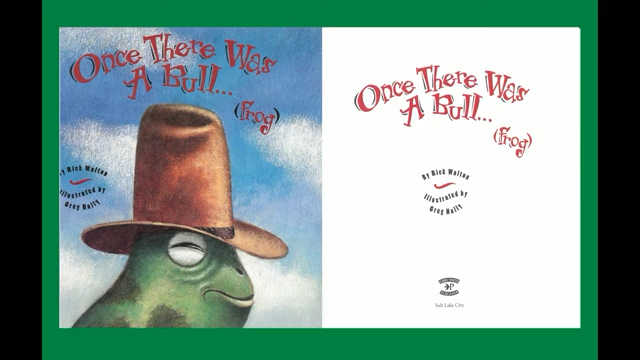 Once There Was
A Bull...
(frog)
By Rick Walton
Illustrated by
Greg Hally
Once There Was
A Bull...
(frog)
By Rick Walton
Illustrated by
Greg Hally
Salt Lake City